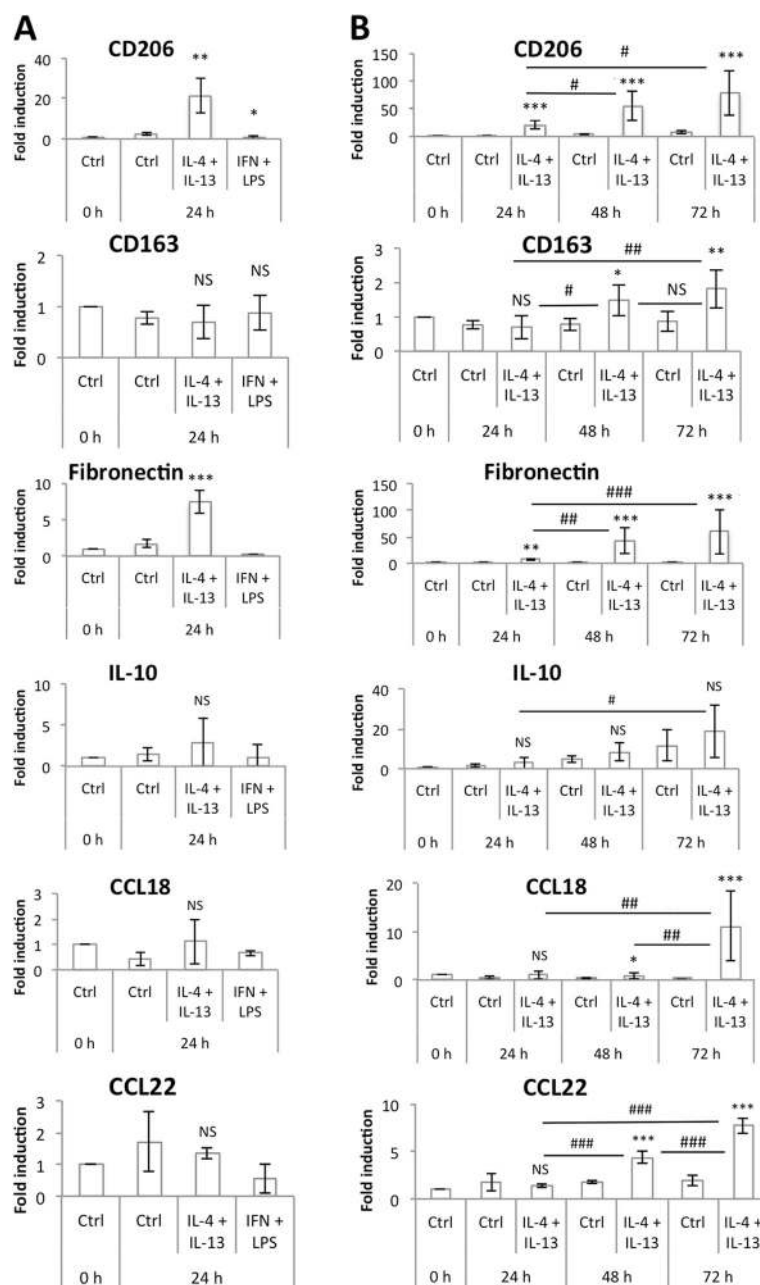 A
CD206
**
*
Fold induction
40
20
0
Ctrl
Ctrl
IL-4 +
IL-13
IFN +
LPS
0 h
24 h
CD163
NS
NS
Fold induction
2
1
0
Ctrl
Ctrl
IL-4 +
IL-13
IFN +
LPS
0 h
24 h
Fibronectin
***
Fold induction
10
5
0
Ctrl
Ctrl
IL-4 +
IL-13
IFN +
LPS
0 h
24 h
IL-10
NS
Fold induction
10
5
0
Ctrl
Ctrl
IL-4 +
IL-13
IFN +
LPS
0 h
24 h
CCL18
NS
Fold induction
3
2
1
0
Ctrl
Ctrl
IL-4 +
IL-13
IFN +
LPS
0 h
24 h
CCL22
NS
Fold induction
3
2
1
0
Ctrl
Ctrl
IL-4 +
IL-13
IFN +
LPS
0 h
24 h
B
CD206
#
#
***
***
***
Fold induction
150
100
50
0
Ctrl
Ctrl
IL-4 +
IL-13
Ctrl
IL-4 +
IL-13
Ctrl
IL-4 +
IL-13
0 h
24 h
48 h
72 h
CD163
##
#
NS
NS
*
**
Fold induction
3
2
1
0
Ctrl
Ctrl
IL-4 +
IL-13
Ctrl
IL-4 +
IL-13
Ctrl
IL-4 +
IL-13
0 h
24 h
48 h
72 h
Fibronectin
###
##
**
***
***
Fold induction
150
100
50
0
Ctrl
Ctrl
IL-4 +
IL-13
Ctrl
IL-4 +
IL-13
Ctrl
IL-4 +
IL-13
0 h
24 h
48 h
72 h
IL-10
#
NS
NS
NS
Fold induction
40
20
0
Ctrl
Ctrl
IL-4 +
IL-13
Ctrl
IL-4 +
IL-13
Ctrl
IL-4 +
IL-13
0 h
24 h
48 h
72 h
CCL18
##
##
NS
*
***
Fold induction
20
10
0
Ctrl
Ctrl
IL-4 +
IL-13
Ctrl
IL-4 +
IL-13
Ctrl
IL-4 +
IL-13
0 h
24 h
48 h
72 h
CCL22
###
###
###
NS
***
***
Fold induction
10
5
0
Ctrl
Ctrl
IL-4 +
IL-13
Ctrl
IL-4 +
IL-13
Ctrl
IL-4 +
IL-13
0 h
24 h
48 h
72 h